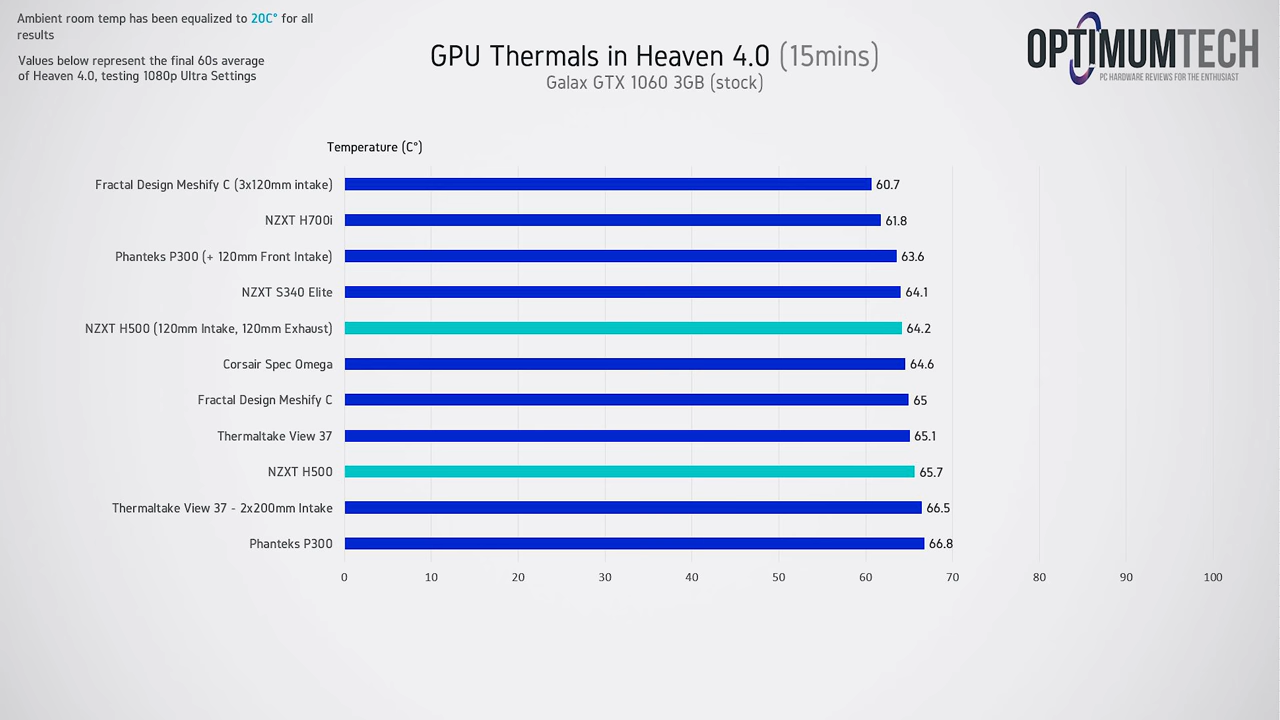 Ambient room temp has been equalized to 20C° for all
results
Values below represent the final 60s average
of Heaven 4.0, testing 1080p Ultra Settings
GPU Thermals in Heaven 4.0 (15mins)
Galax GTX 1060 3GB (stock)
OPTIMUMTECH
PC HARDWARE REVIEWS FOR THE ENTHUSIAST
Temperature (C°)
Fractal Design Meshify C (3x120mm intake) 60.7
NZXT H700i 61.8
Phanteks P300 (+ 120mm Front Intake) 63.6
NZXT S340 Elite 64.1
NZXT H500 (120mm Intake, 120mm Exhaust) 64.2
Corsair Spec Omega 64.6
Fractal Design Meshify C 65
Thermaltake View 37 65.1
NZXT H500 65.7
Thermaltake View 37 - 2x200mm Intake 66.5
Phanteks P300 66.8
0 10 20 30 40 50 60 70 80 90 100